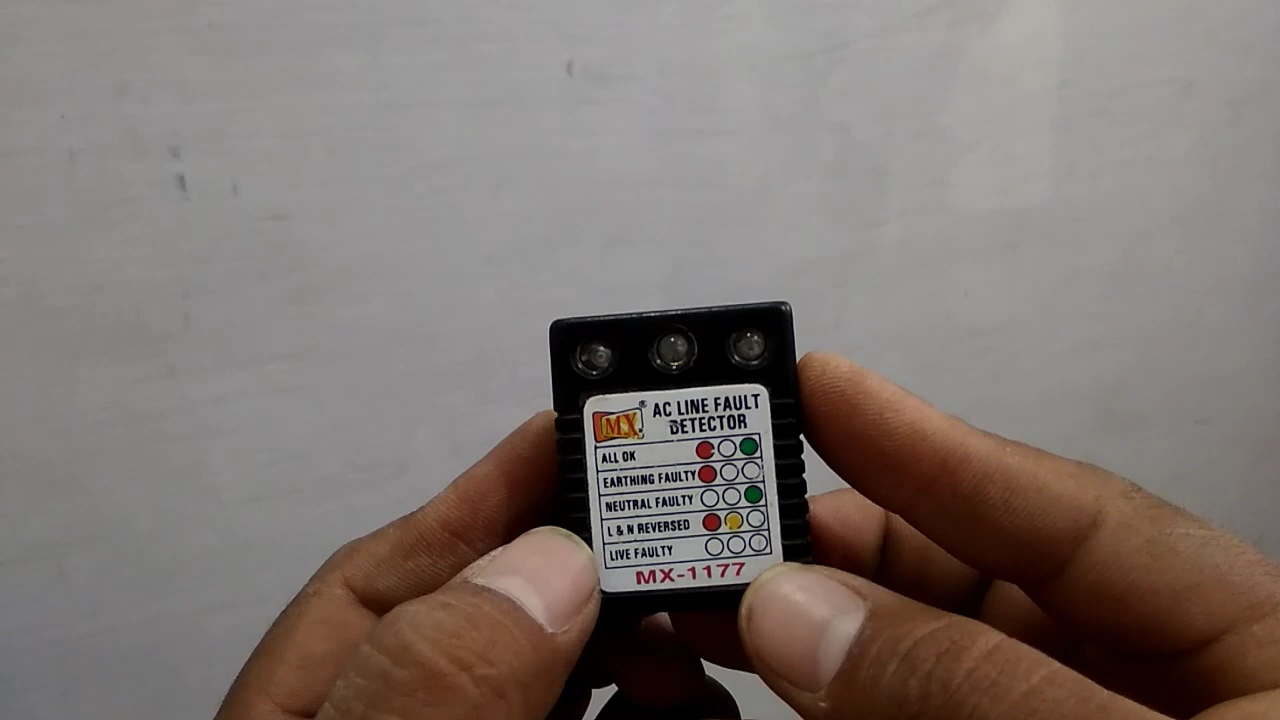 MX®
AC LINE FAULT
DETECTOR
ALL OK
EARTHING FAULTY
NEUTRAL FAULTY
L & N REVERSED
LIVE FAULTY
MX-1177